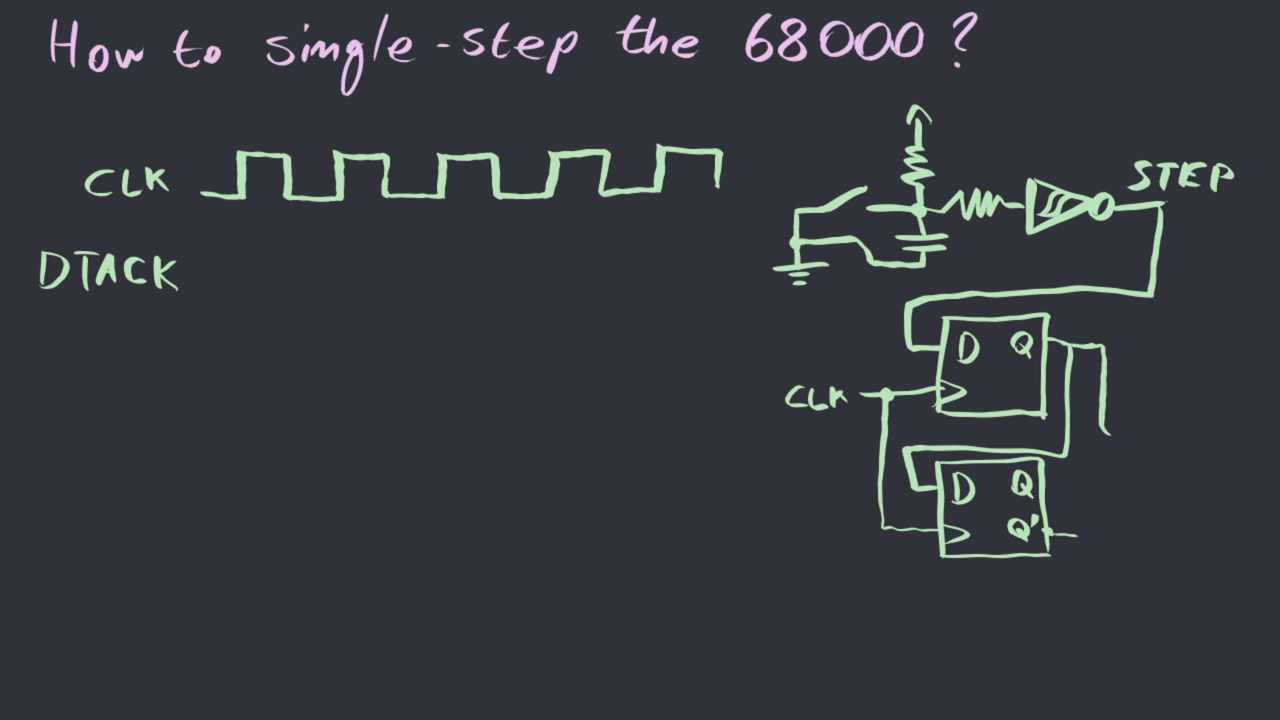 How to single-step the 68000?
CLK
STEP
DTACK
D Q
CLK
D Q
Q'